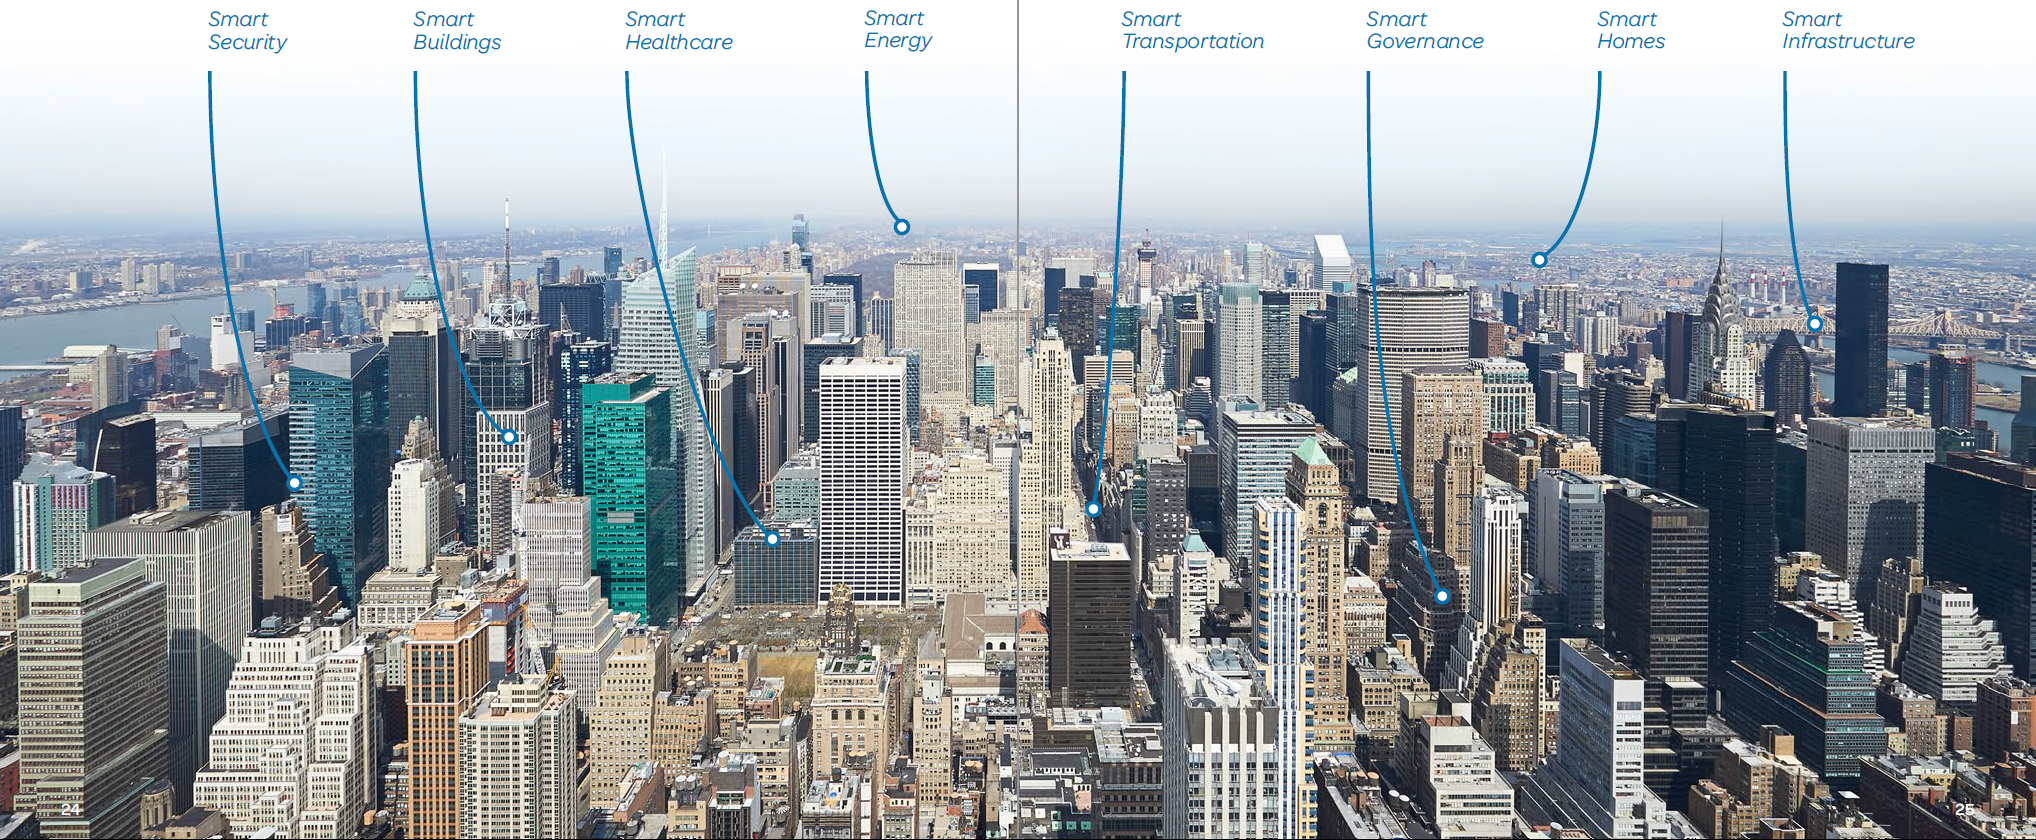 Smart
Security
Smart
Buildings
Smart
Healthcare
Smart
Energy
Smart
Transportation
Smart
Governance
Smart
Homes
Smart
Infrastructure
24
25